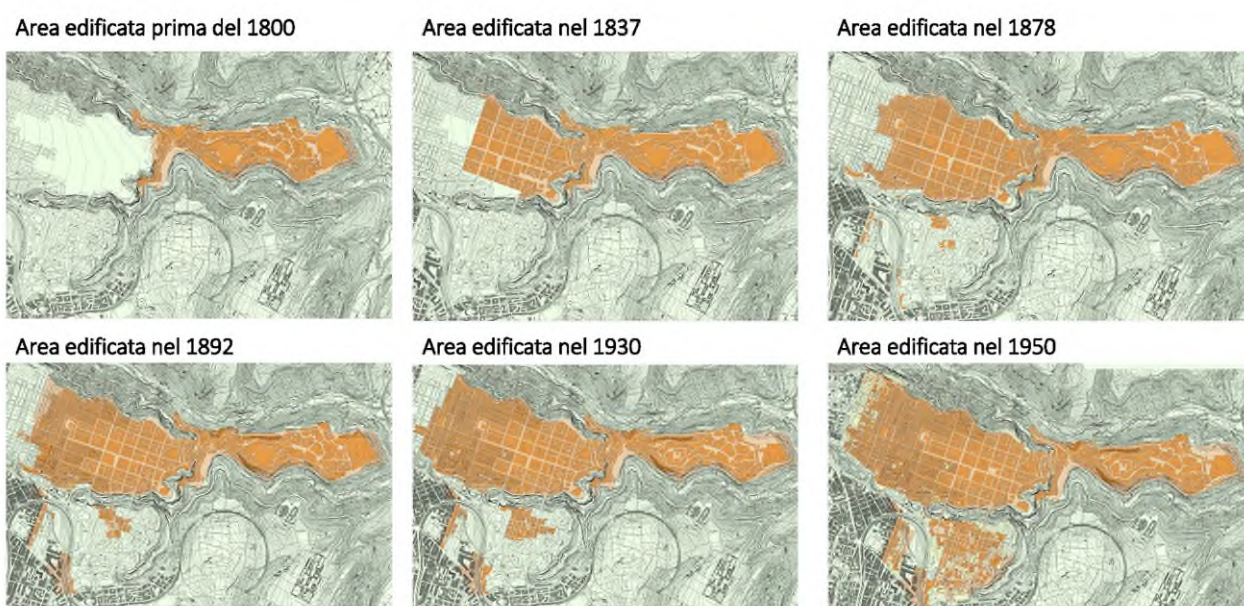 Area edificata prima del 1800
Area edificata nel 1837
Area edificata nel 1878
Area edificata nel 1892
Area edificata nel 1930
Area edificata nel 1950